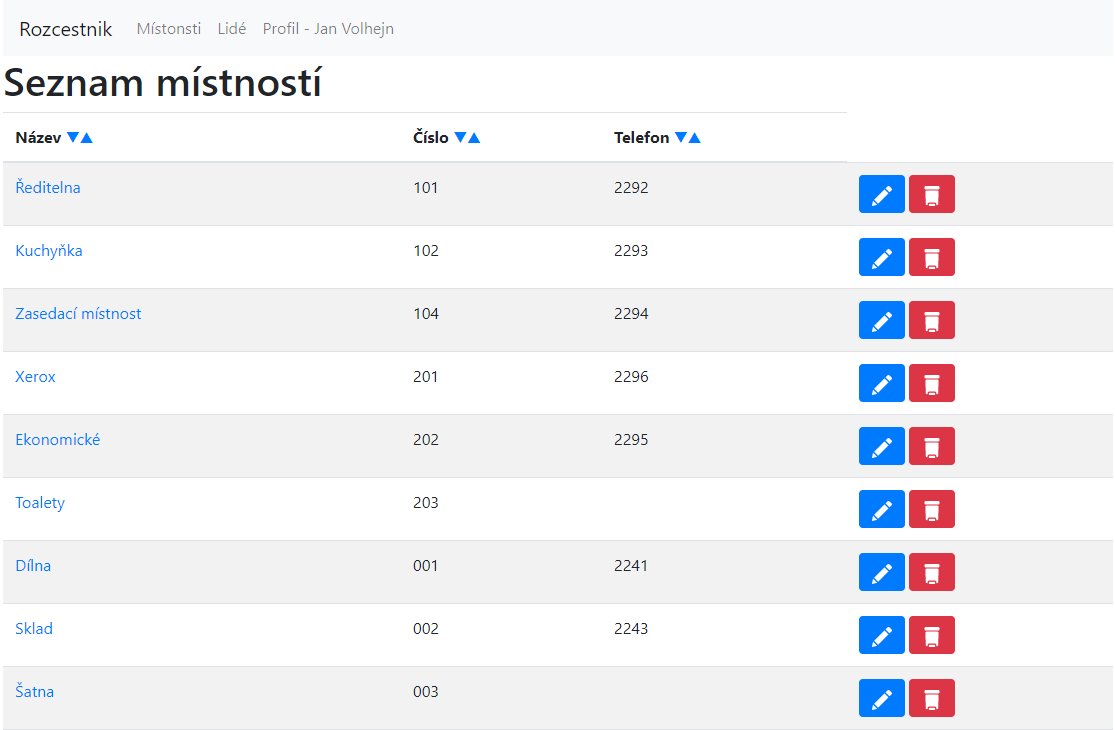 Rozcestnik Místonsti Lidé Profil - Jan Volhejn
Seznam místností
Název ▼▲ Číslo ▼▲ Telefon ▼▲
Ředitelna 101 2292
Kuchyňka 102 2293
Zasedací místnost 104 2294
Xerox 201 2296
Ekonomické 202 2295
Toalety 203
Dílna 001 2241
Sklad 002 2243
Šatna 003